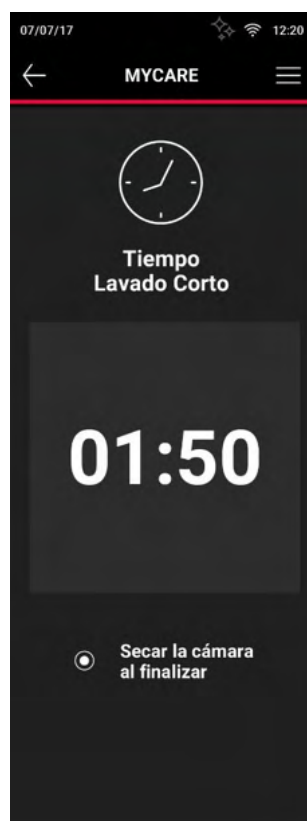 07/07/17 12:20
MYCARE
Tiempo
Lavado Corto
01:50
Secar la cámara
al finalizar